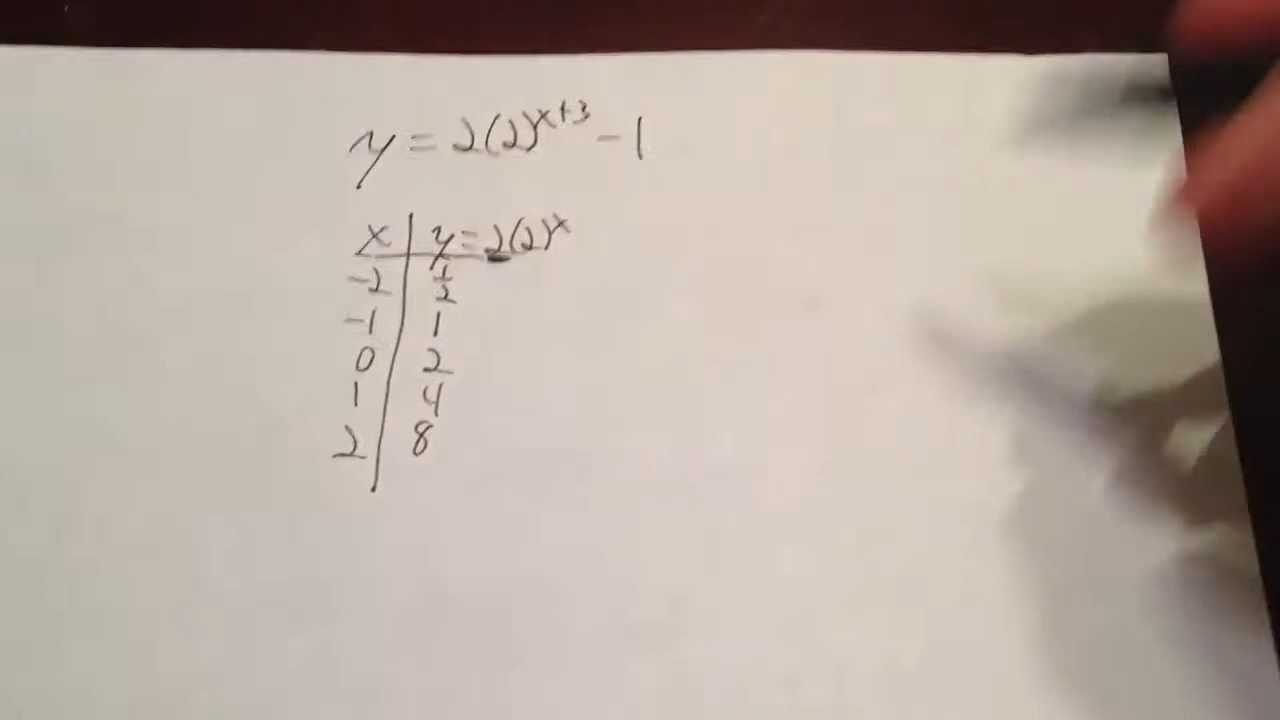 y = 2(2)^{x+3} - 1
x | y = 2(2)^x
-2 | 1/2
-1 | 1
0 | 2
1 | 4
2 | 8